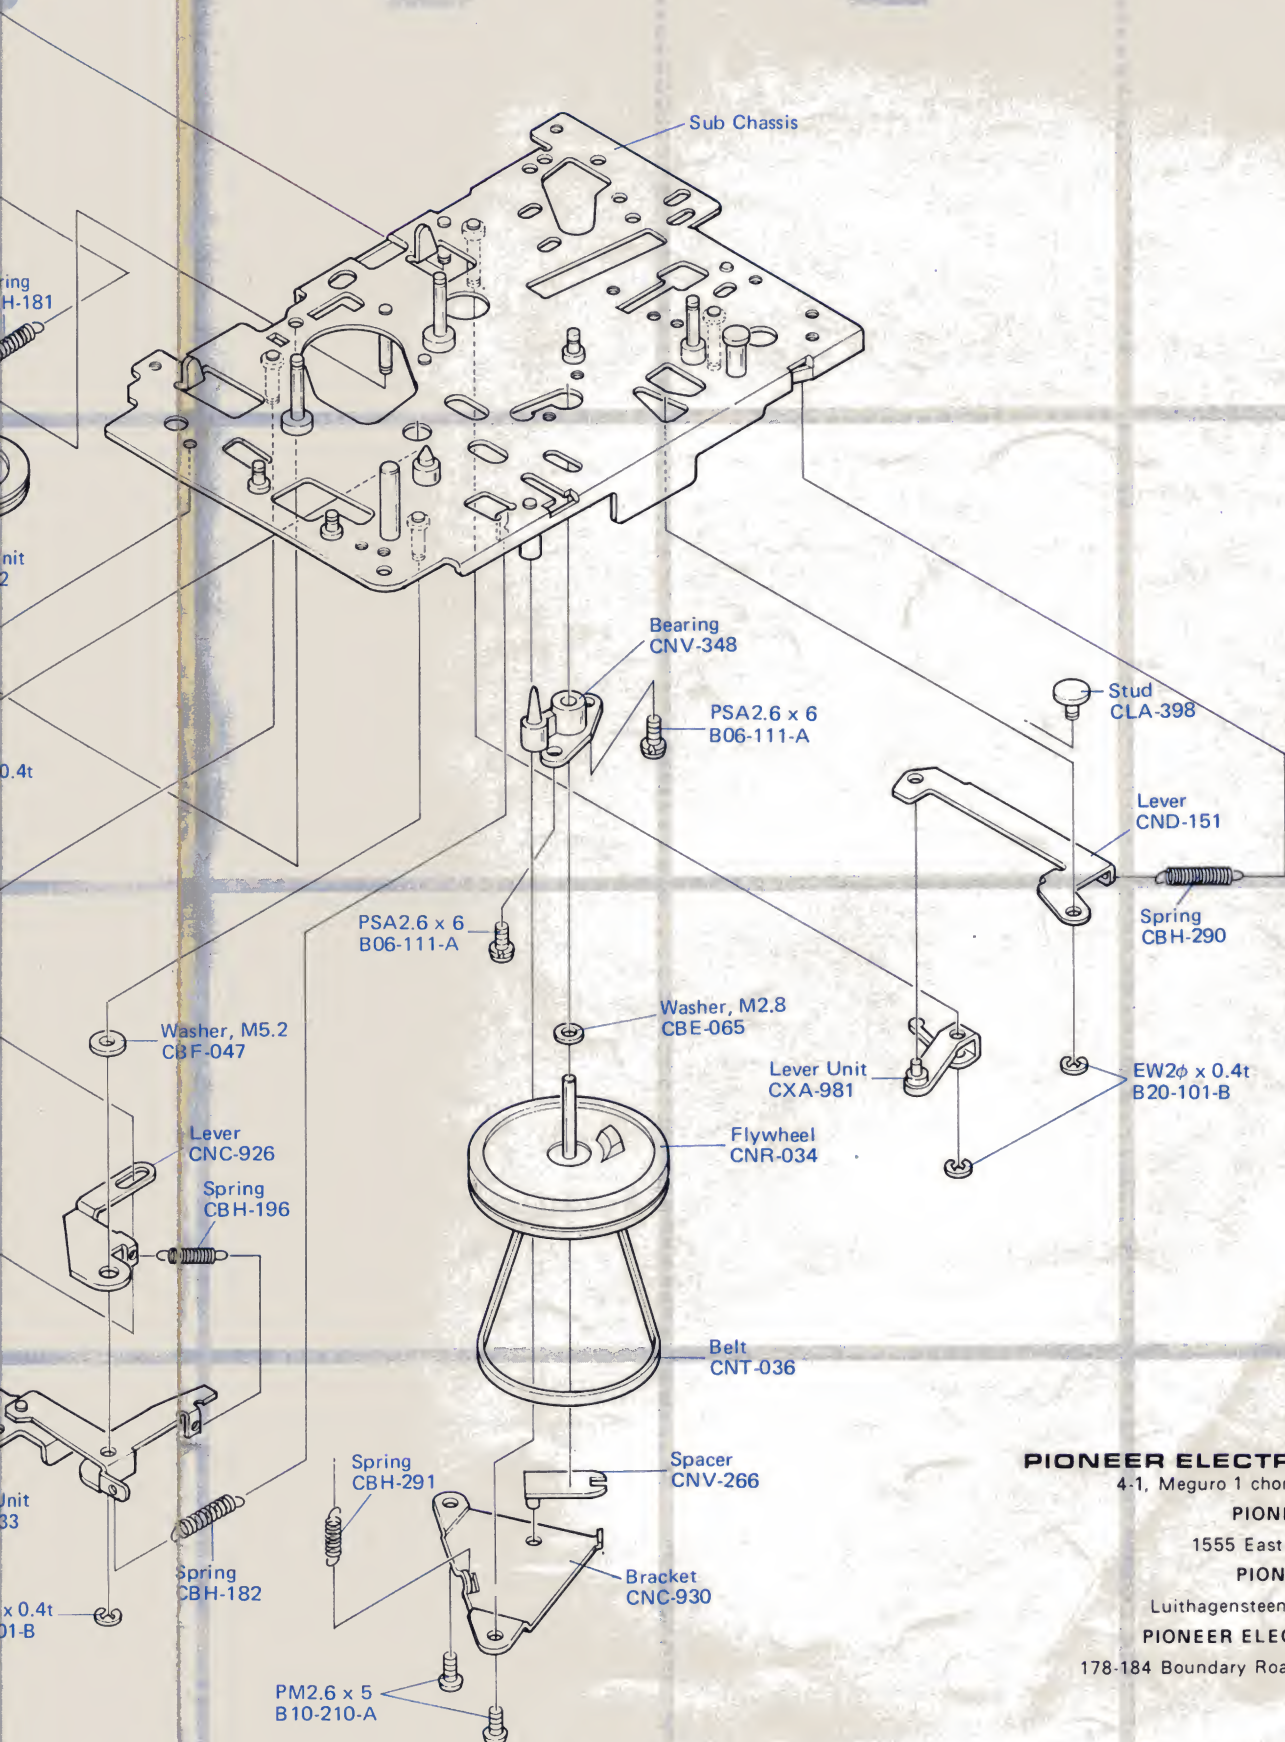 Sub Chassis
ring
H-181
nit
2
Bearing
CNV-348
PSA2.6 x 6
B06-111-A
Stud
CLA-398
0.4t
Lever
CND-151
Spring
CBH-290
PSA2.6 x 6
B06-111-A
Washer, M2.8
CBE-065
Washer, M5.2
CBF-047
Lever Unit
CXA-981
EW2ϕ x 0.4t
B20-101-B
Lever
CNC-926
Flywheel
CNR-034
Spring
CBH-196
Belt
CNT-036
Spring
CBH-291
Spacer
CNV-266
PIONEER ELECTR
4-1, Meguro 1 cho
PION
1555 East
PION
Luithagensteen
PIONEER ELEC
178-184 Boundary Roa
Unit
33
Spring
CBH-182
Bracket
CNC-930
x 0.4t
01-B
PM2.6 x 5
B10-210-A